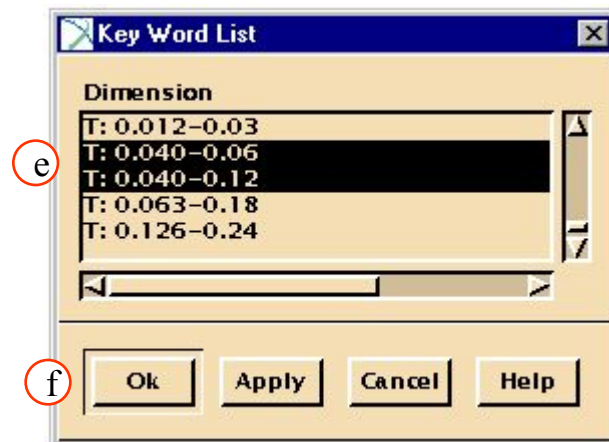 Key Word List
Dimension
T: 0.012-0.03
e
T: 0.040-0.06
T: 0.040-0.12
T: 0.063-0.18
T: 0.126-0.24
f
Ok Apply Cancel Help